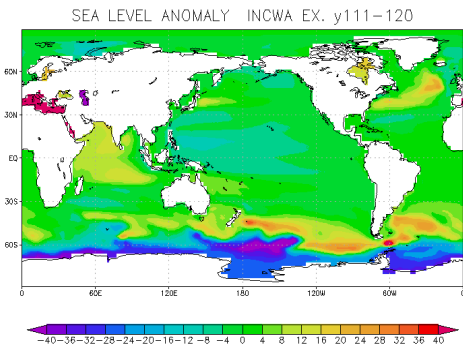 SEA LEVEL ANOMALY INCWA EX. y111-120
60N
30N
EQ
30S
60S
0 60E 120E 180 120W 60W 0
-40 -36 -32 -28 -24 -20 -16 -12 -8 -4 0 4 8 12 16 20 24 28 32 36 40